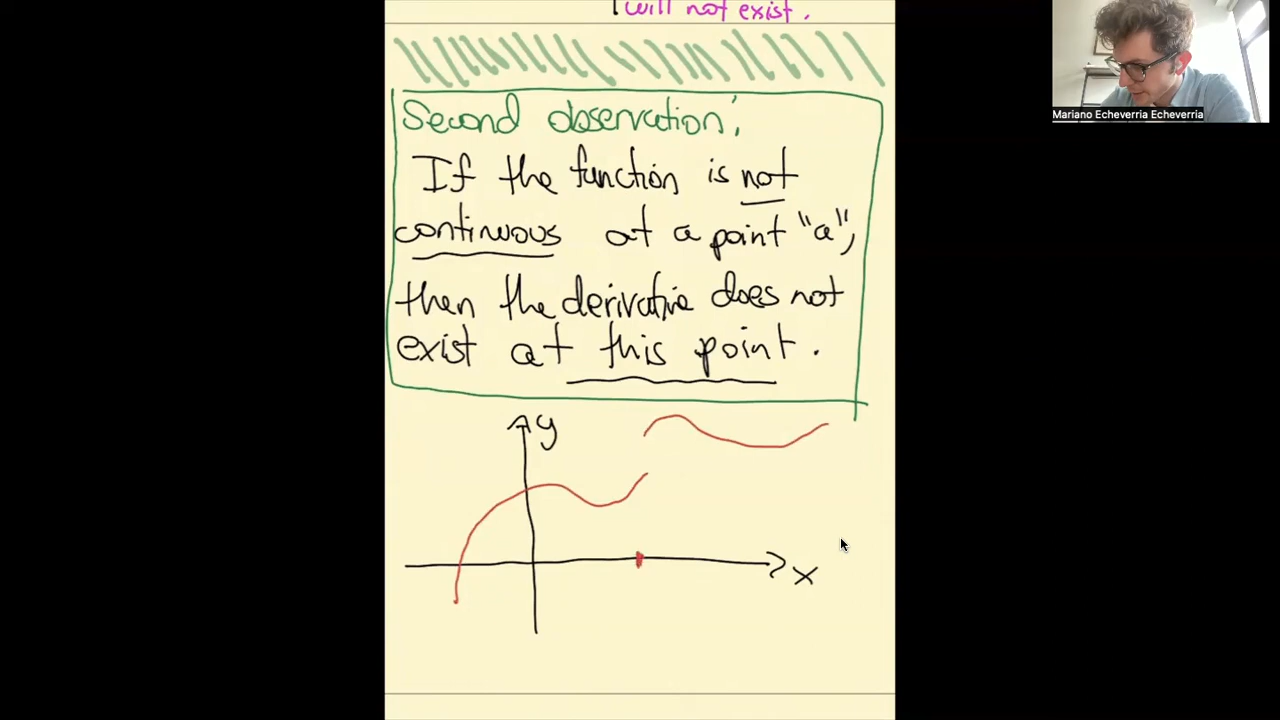 will not exist.
Mariano Echeverria Echeverria
Second observation:
If the function is not
continuous at a point "a",
then the derivative does not
exist at this point.
y
x